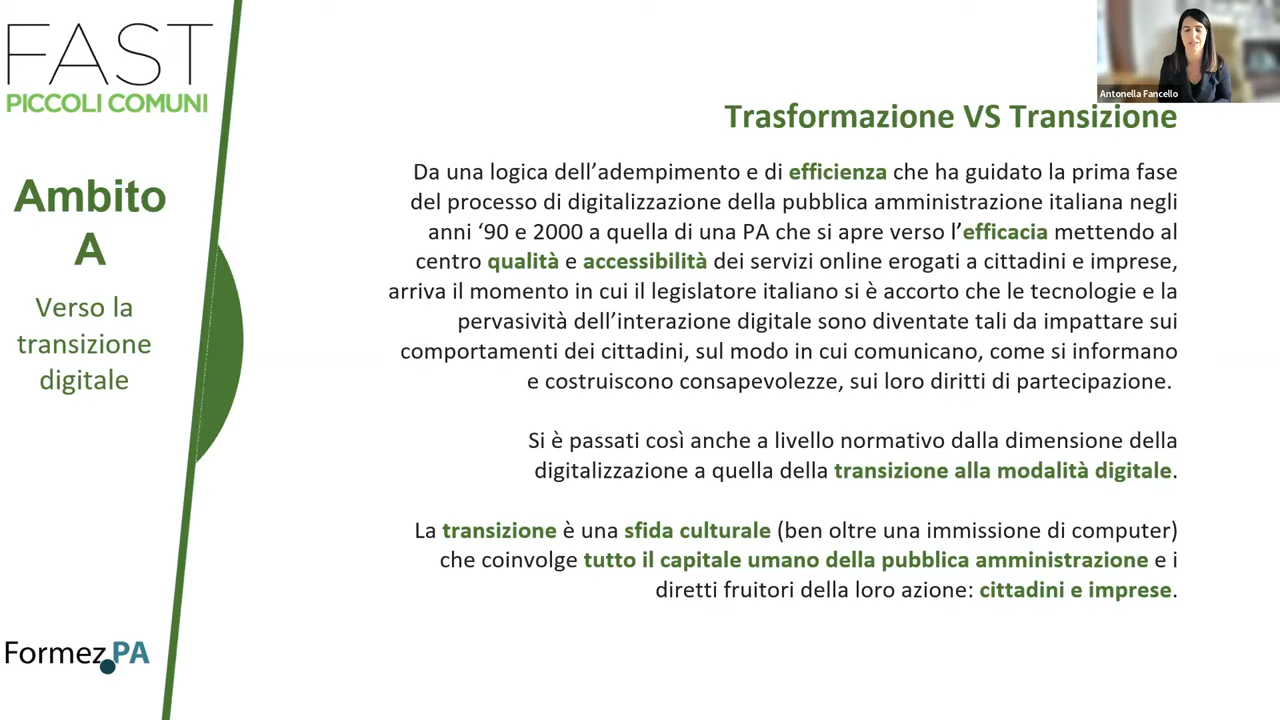 FAST
PICCOLI COMUNI
Ambito
A
Verso la
transizione
digitale
Formez.PA
Antonella Fancello
Trasformazione VS Transizione
Da una logica dell’adempimento e di efficienza che ha guidato la prima fase
del processo di digitalizzazione della pubblica amministrazione italiana negli
anni ‘90 e 2000 a quella di una PA che si apre verso l’efficacia mettendo al
centro qualità e accessibilità dei servizi online erogati a cittadini e imprese,
arriva il momento in cui il legislatore italiano si è accorto che le tecnologie e la
pervasività dell’interazione digitale sono diventate tali da impattare sui
comportamenti dei cittadini, sul modo in cui comunicano, come si informano
e costruiscono consapevolezze, sui loro diritti di partecipazione.
Si è passati così anche a livello normativo dalla dimensione della
digitalizzazione a quella della transizione alla modalità digitale.
La transizione è una sfida culturale (ben oltre una immissione di computer)
che coinvolge tutto il capitale umano della pubblica amministrazione e i
diretti fruitori della loro azione: cittadini e imprese.